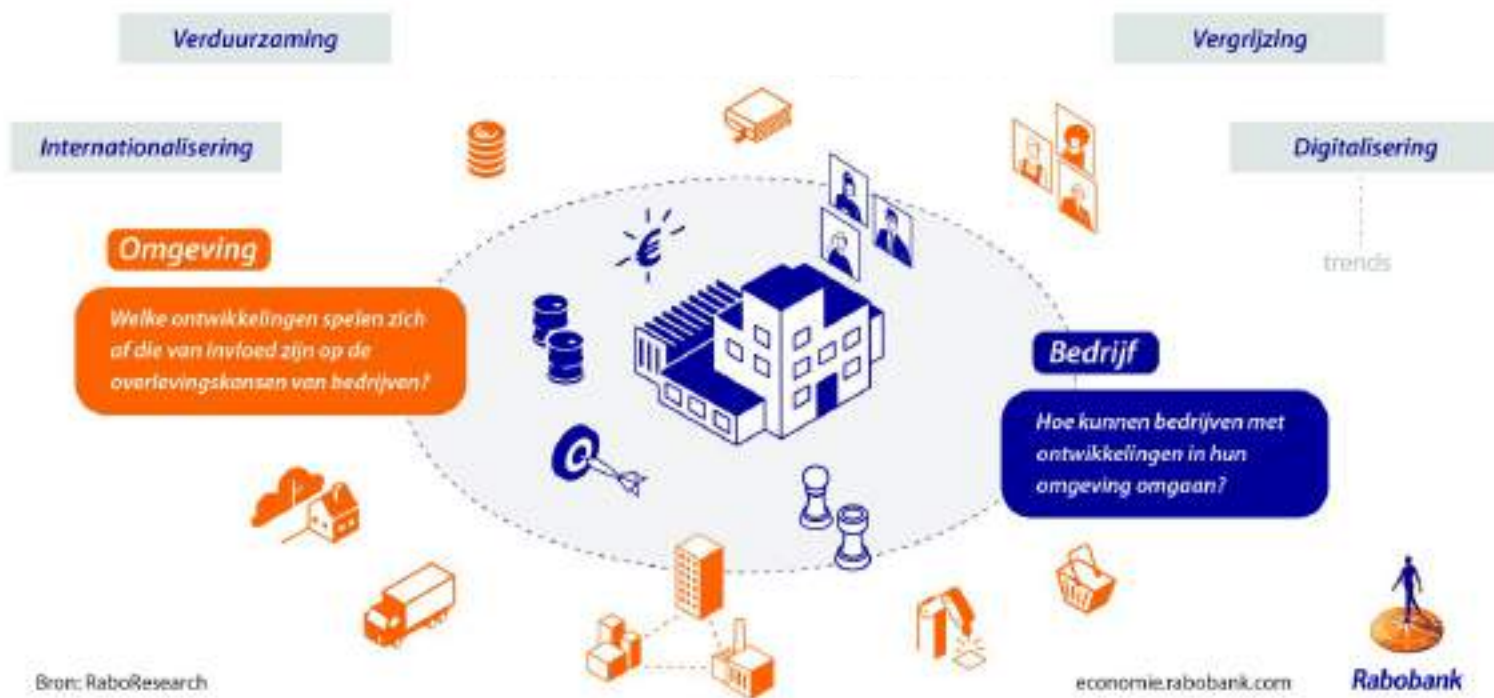 Verduurzaming
Vergrijzing
Internationalisering
Digitalisering
trends
Omgeving
Welke ontwikkelingen spelen zich
af die van invloed zijn op de
overlevingskansen van bedrijven?
€
Bedrijf
Hoe kunnen bedrijven met
ontwikkelingen in hun
omgeving omgaan?
Bron: RaboResearch
economie.rabobank.com
Rabobank